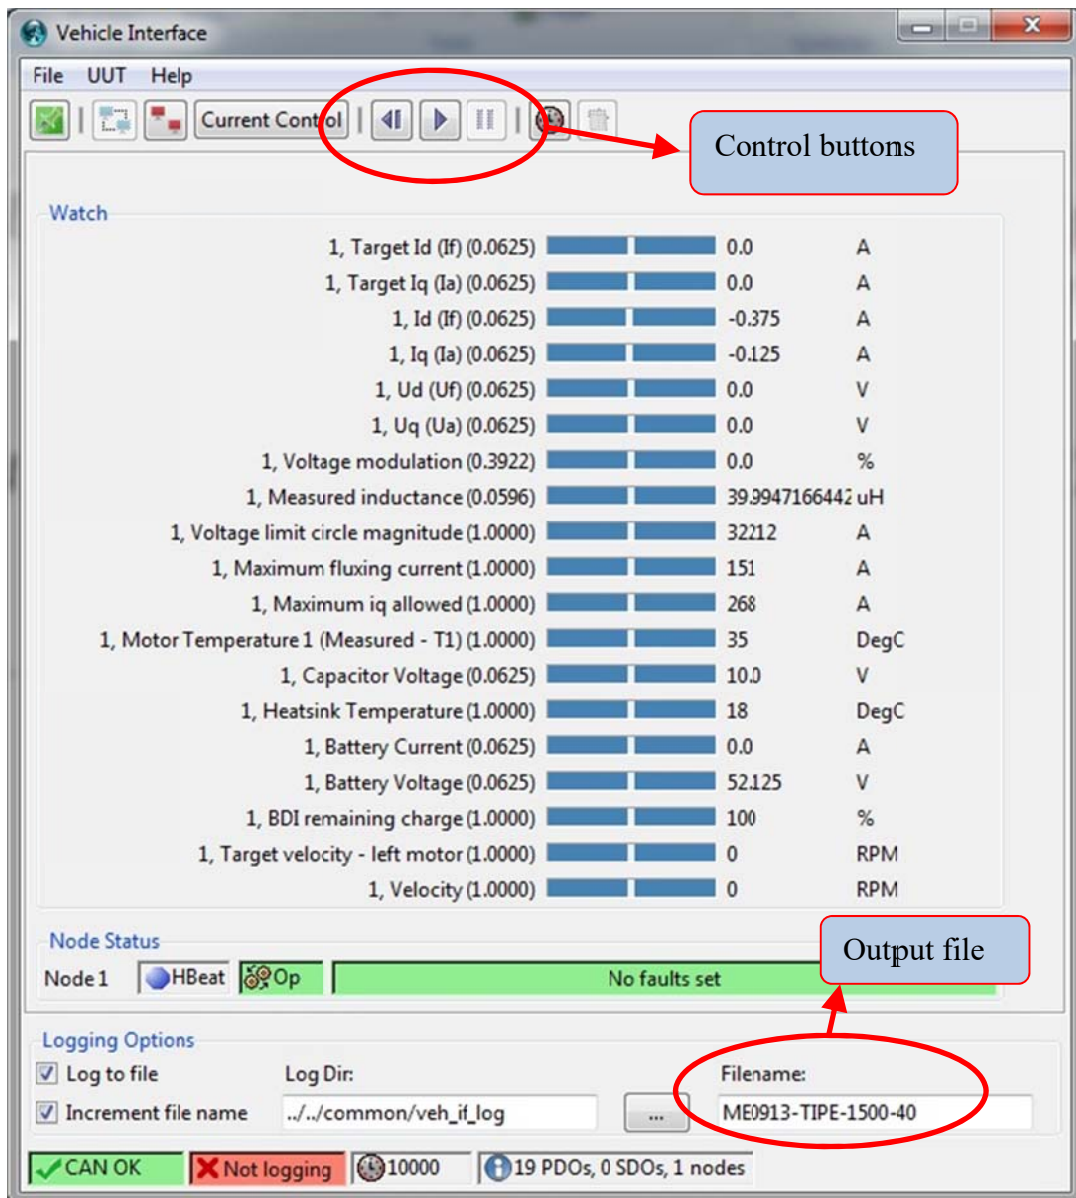 Vehicle Interface
File UUT Help
Current Control
Control buttons
Watch
1, Target Id (If) (0.0625) 0.0 A
1, Target Iq (Ia) (0.0625) 0.0 A
1, Id (If) (0.0625) -0.375 A
1, Iq (Ia) (0.0625) -0.125 A
1, Ud (Uf) (0.0625) 0.0 V
1, Uq (Ua) (0.0625) 0.0 V
1, Voltage modulation (0.3922) 0.0 %
1, Measured inductance (0.0596) 39.9947166442 uH
1, Voltage limit circle magnitude (1.0000) 32212 A
1, Maximum fluxing current (1.0000) 151 A
1, Maximum iq allowed (1.0000) 268 A
1, Motor Temperature 1 (Measured - T1) (1.0000) 35 DegC
1, Capacitor Voltage (0.0625) 10.0 V
1, Heatsink Temperature (1.0000) 18 DegC
1, Battery Current (0.0625) 0.0 A
1, Battery Voltage (0.0625) 52.125 V
1, BDI remaining charge (1.0000) 100 %
1, Target velocity - left motor (1.0000) 0 RPM
1, Velocity (1.0000) 0 RPM
Node Status
Output file
Node 1 HBeat Op No faults set
Logging Options
Log to file Log Dir: Filename:
Increment file name ../../common/veh_if_log ... ME0913-TIPE-1500-40
CAN OK Not logging 10000 19 PDOs, 0 SDOs, 1 nodes